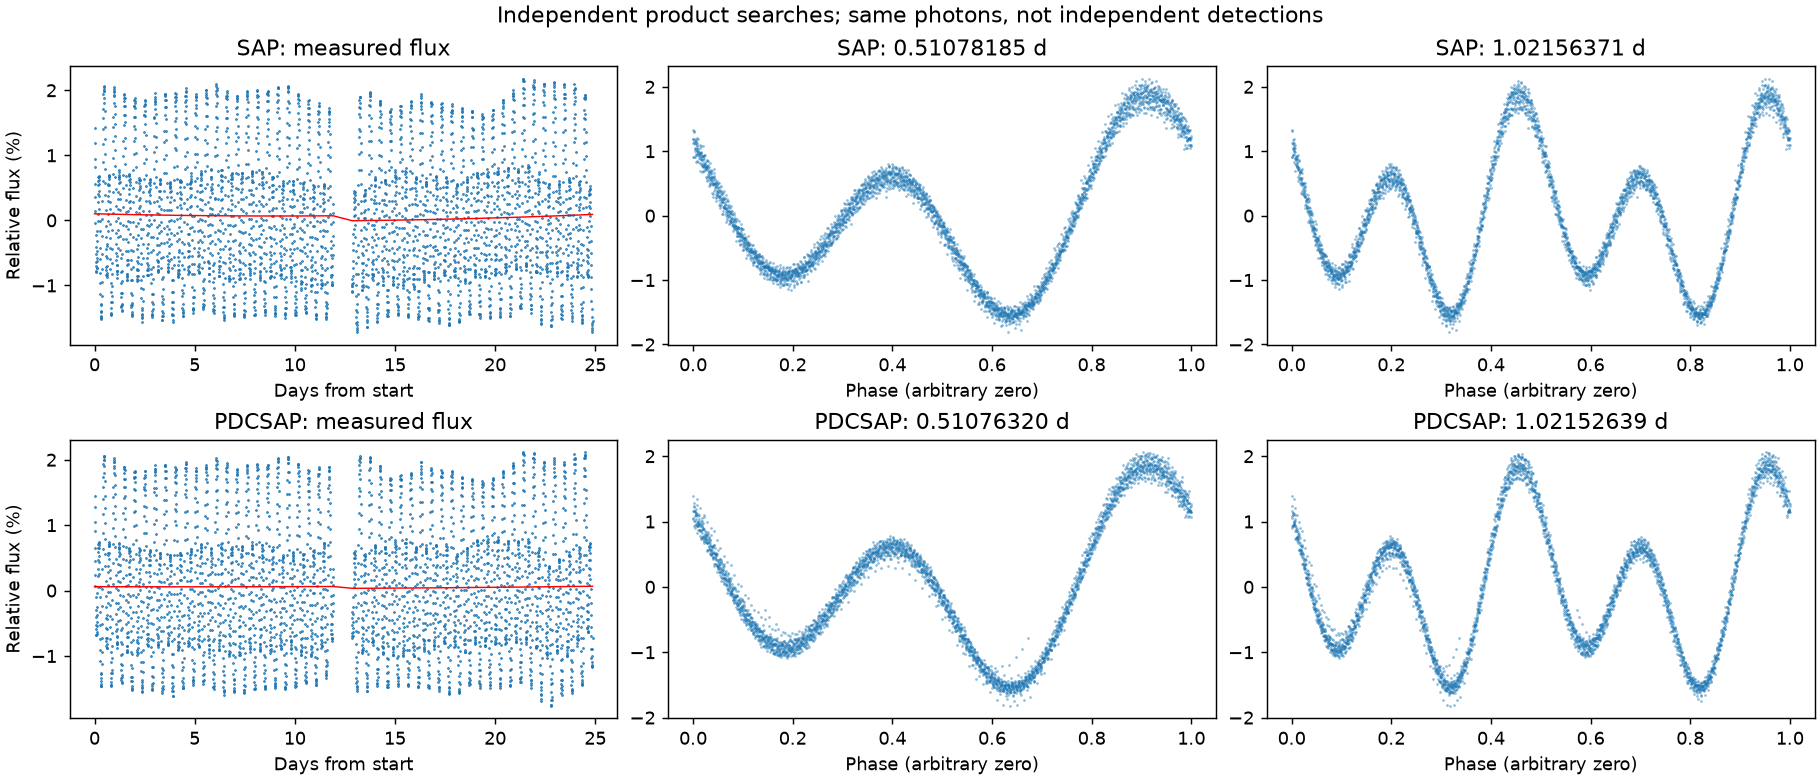 Independent product searches; same photons, not independent detections
SAP: measured flux
SAP: 0.51078185 d
SAP: 1.02156371 d
Relative flux (%)
2
1
0
−1
0 5 10 15 20 25
Days from start
2
1
0
−1
−2
0.0 0.2 0.4 0.6 0.8 1.0
Phase (arbitrary zero)
2
1
0
−1
−2
0.0 0.2 0.4 0.6 0.8 1.0
Phase (arbitrary zero)
PDCSAP: measured flux
PDCSAP: 0.51076320 d
PDCSAP: 1.02152639 d
Relative flux (%)
2
1
0
−1
0 5 10 15 20 25
Days from start
2
1
0
−1
−2
0.0 0.2 0.4 0.6 0.8 1.0
Phase (arbitrary zero)
2
1
0
−1
−2
0.0 0.2 0.4 0.6 0.8 1.0
Phase (arbitrary zero)